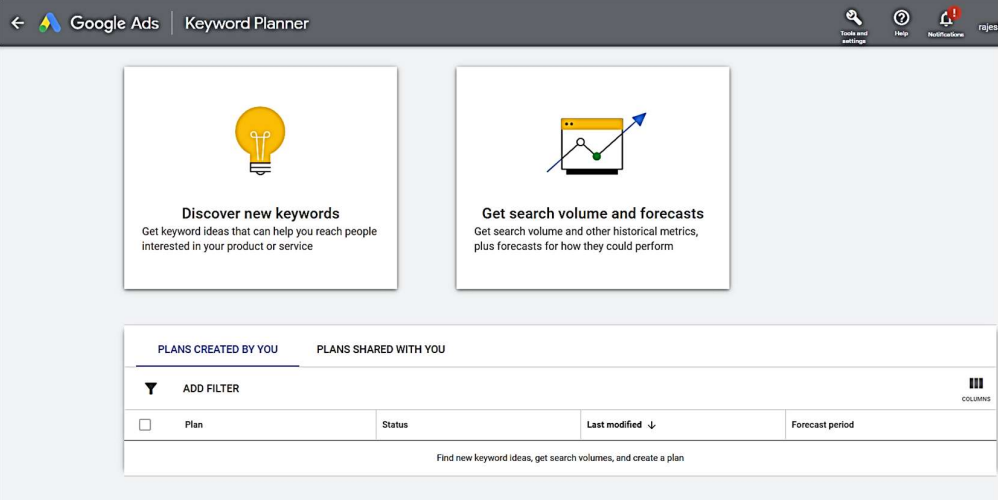 Google Ads
Keyword Planner
Tools and
settings
Help
Notifications
rajes
Discover new keywords
Get keyword ideas that can help you reach people
interested in your product or service
Get search volume and forecasts
Get search volume and other historical metrics,
plus forecasts for how they could perform
PLANS CREATED BY YOU
PLANS SHARED WITH YOU
ADD FILTER
COLUMNS
Plan
Status
Last modified
Forecast period
Find new keyword ideas, get search volumes, and create a plan